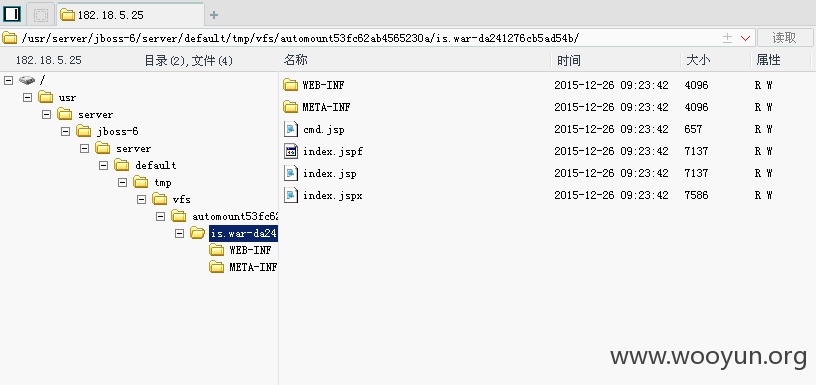 182.18.5.25
/usr/server/jboss-6/server/default/tmp/vfs/automount53fc62ab4565230a/is.war-da241276cb5ad54b/ 读取
182.18.5.25 目录(2),文件(4) 名称 时间 大小 属性
/
usr
server
jboss-6
server
default
tmp
vfs
automount53fc62
is.war-da24
WEB-INF
META-INF
WEB-INF 2015-12-26 09:23:42 4096 R W
META-INF 2015-12-26 09:23:42 4096 R W
cmd.jsp 2015-12-26 09:23:42 657 R W
index.jspf 2015-12-26 09:23:42 7137 R W
index.jsp 2015-12-26 09:23:42 7137 R W
index.jspx 2015-12-26 09:23:42 7586 R W
www.wooyun.org